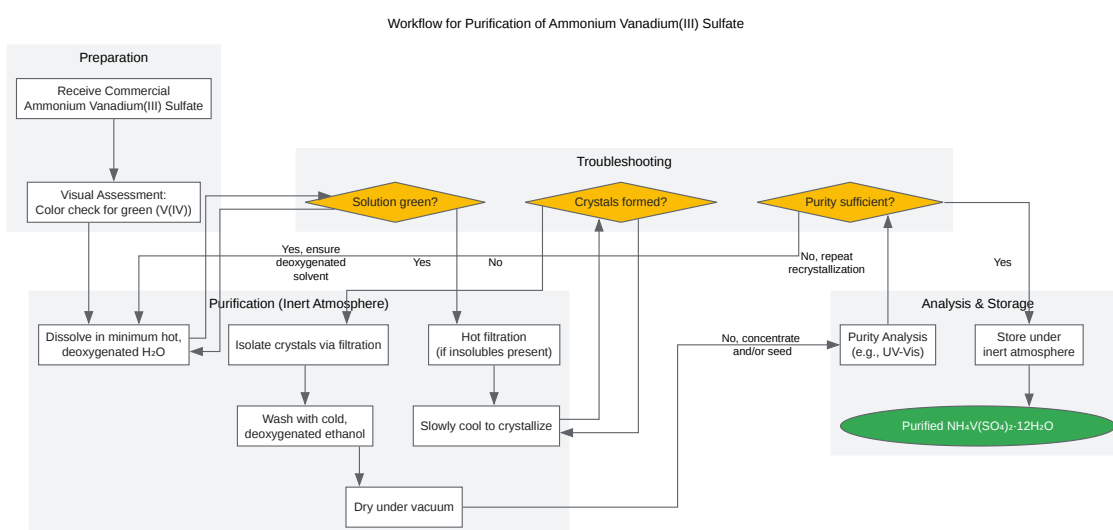 Workflow for Purification of Ammonium Vanadium(III) Sulfate
Preparation
Receive Commercial
Ammonium Vanadium(III) Sulfate
Visual Assessment:
Color check for green (V(IV))
Troubleshooting
Solution green?
Crystals formed?
Purity sufficient?
Yes, ensure
deoxygenated
solvent
Yes
No
No, repeat
recrystallization
Yes
Purification (Inert Atmosphere)
Dissolve in minimum hot,
deoxygenated H₂O
Isolate crystals via filtration
Hot filtration
(if insolubles present)
Wash with cold,
deoxygenated ethanol
Slowly cool to crystallize
Dry under vacuum
No, concentrate
and/or seed
Analysis & Storage
Purity Analysis
(e.g., UV-Vis)
Store under
inert atmosphere
Purified NH₄V(SO₄)₂·12H₂O